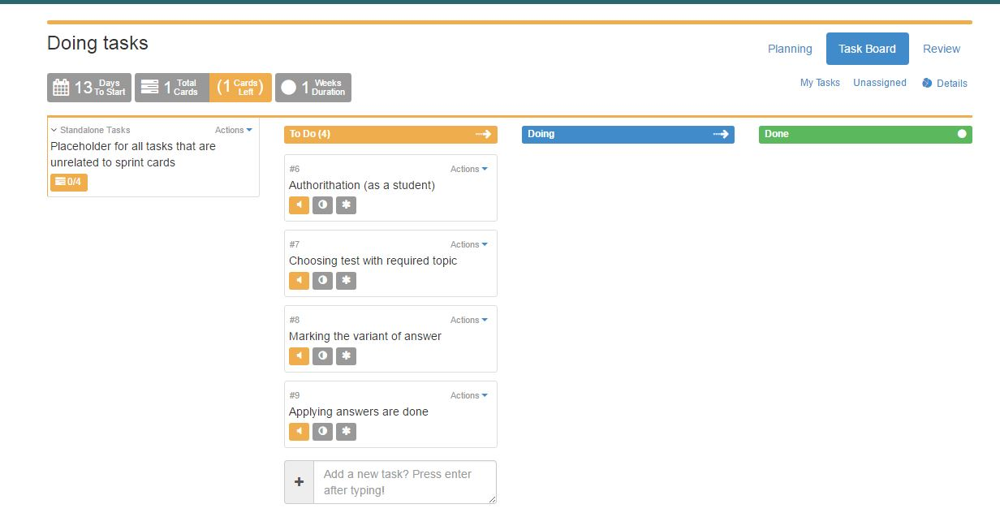 Doing tasks
Planning
Task Board
Review
13 Days To Start
1 Total Cards
(1 Cards Left)
1 Weeks Duration
My Tasks
Unassigned
Details
Standalone Tasks
Actions
Placeholder for all tasks that are
unrelated to sprint cards
0/4
To Do (4)
#6
Actions
Authorithation (as a student)
#7
Actions
Choosing test with required topic
#8
Actions
Marking the variant of answer
#9
Actions
Applying answers are done
Add a new task? Press enter
after typing!
Doing
Done